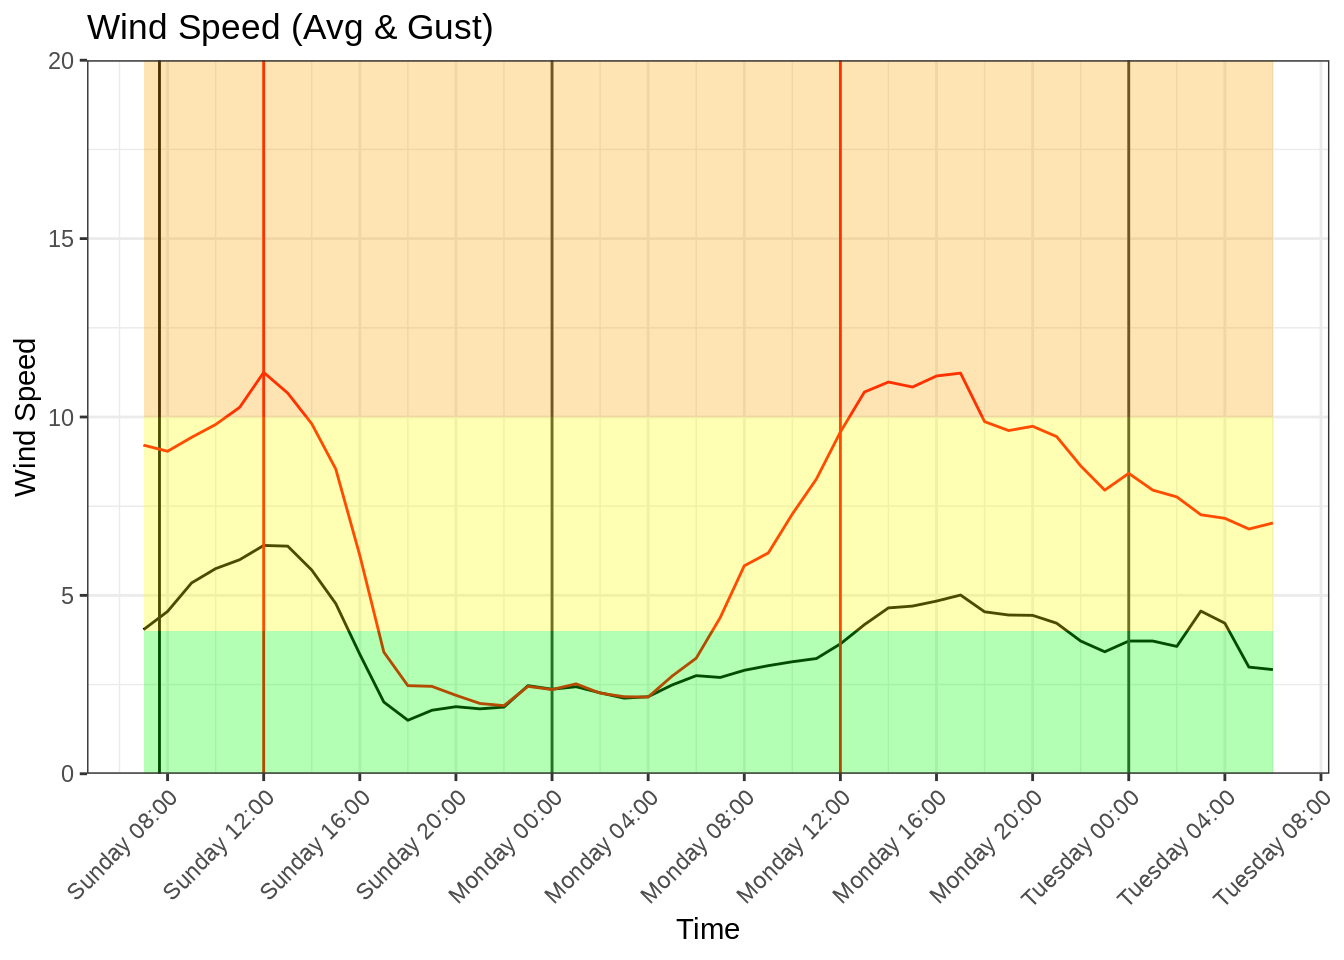 Wind Speed (Avg & Gust)
Wind Speed
20
15
10
5
0
Sunday 08:00
Sunday 12:00
Sunday 16:00
Sunday 20:00
Monday 00:00
Monday 04:00
Monday 08:00
Monday 12:00
Monday 16:00
Monday 20:00
Tuesday 00:00
Tuesday 04:00
Tuesday 08:00
Time